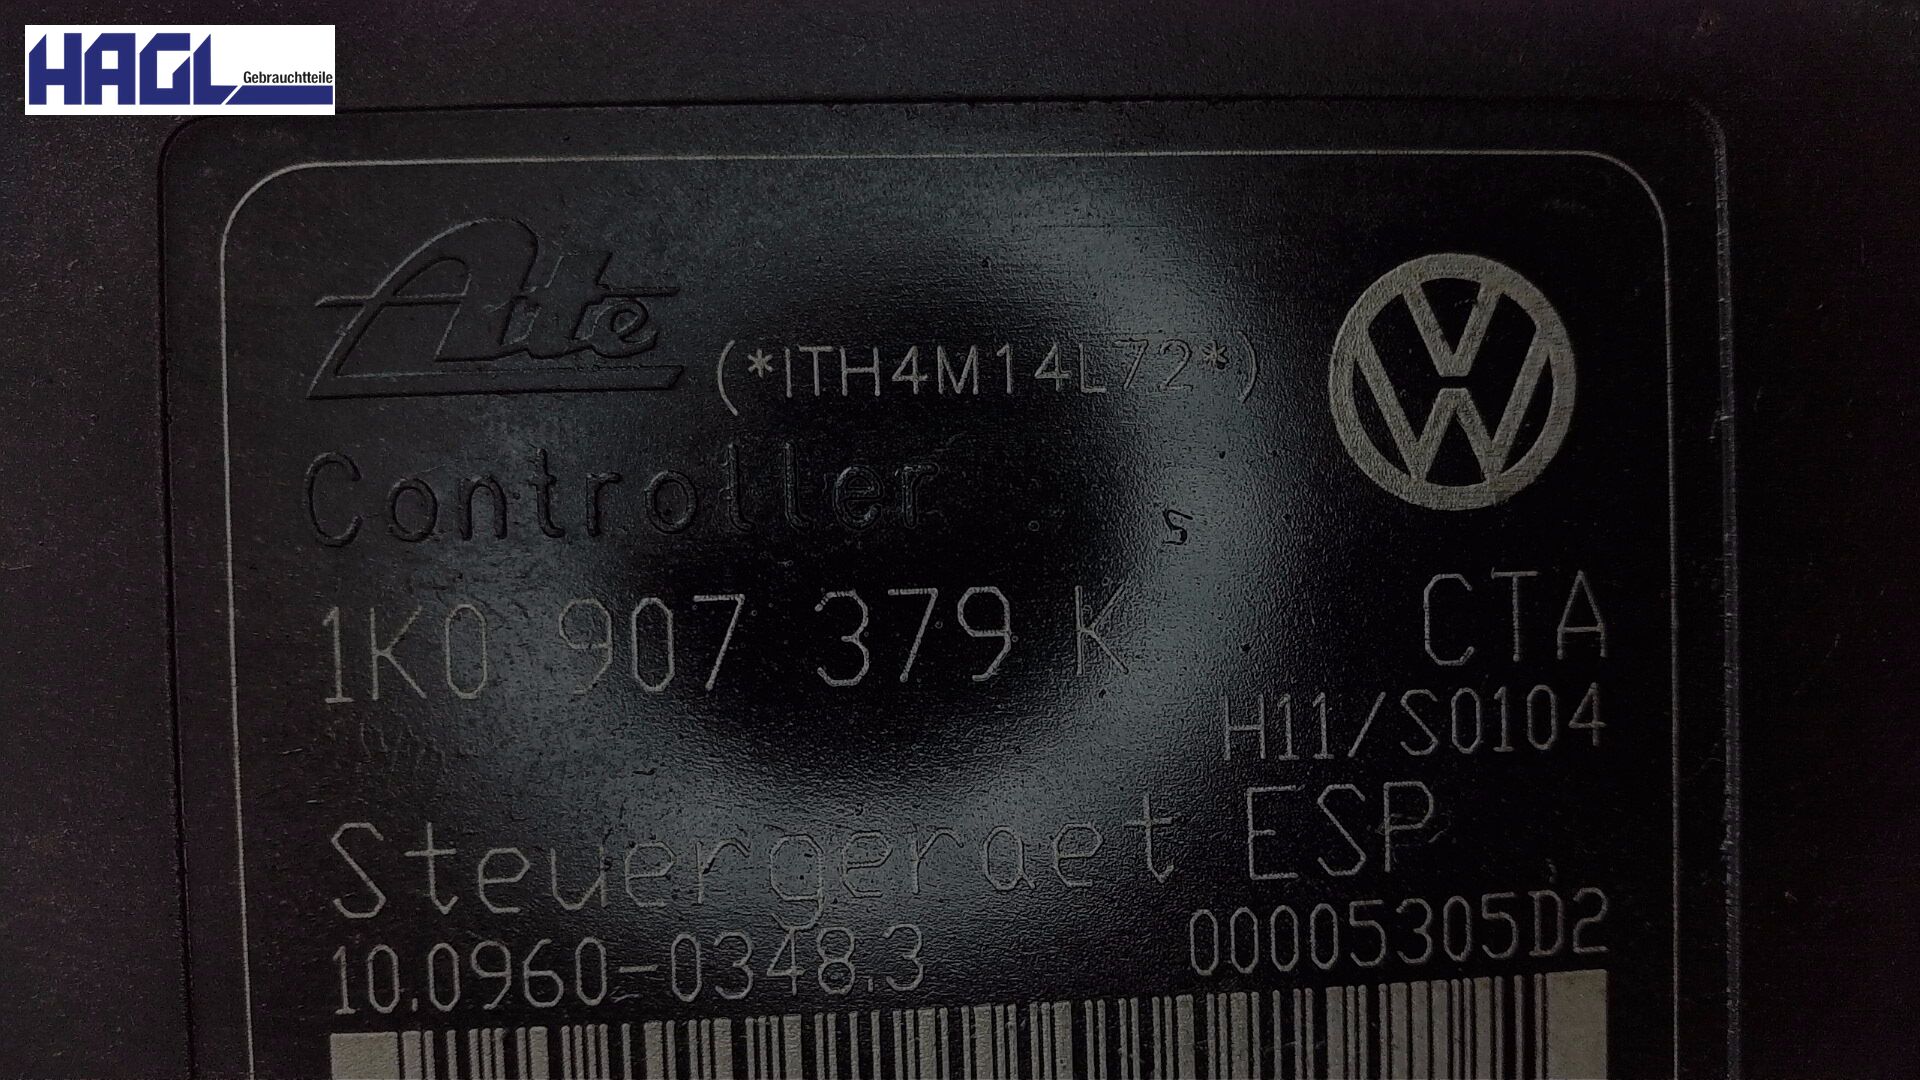 HAGL
Gebrauchtteile
Ate
(*ITH4M14L72*)
Controller
S
1K0 907 379 K
CTA
H11/S0104
Steuergeraet ESP
10.0960-0348.3
00005305D2